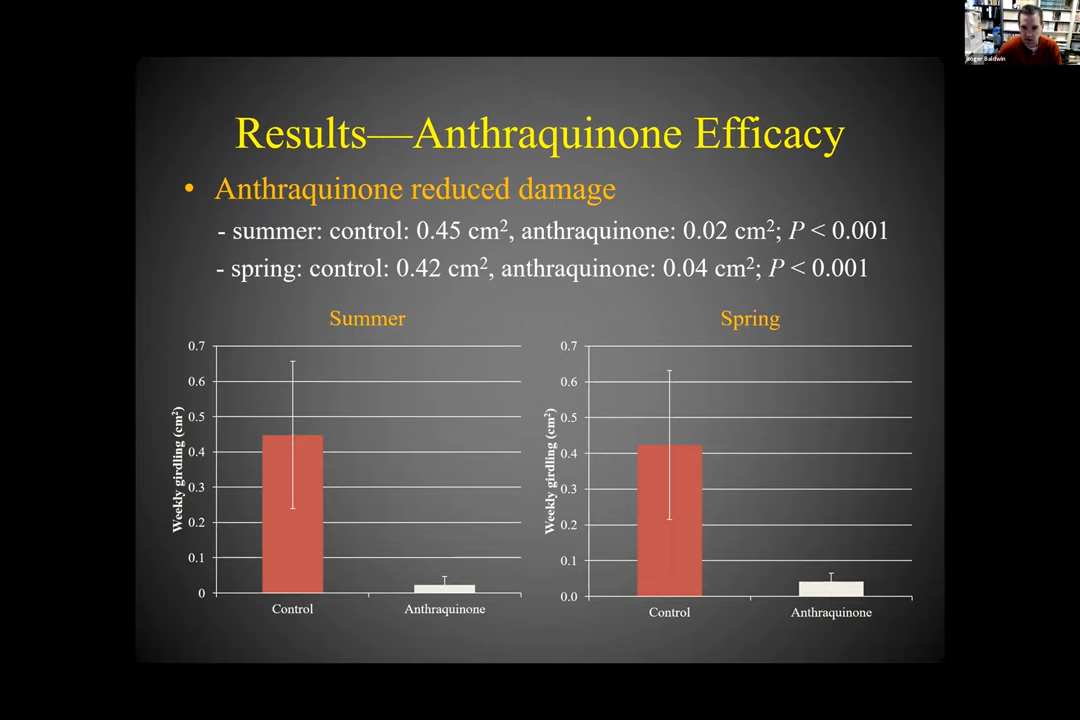 Roger Baldwin
Results—Anthraquinone Efficacy
• Anthraquinone reduced damage
- summer: control: 0.45 cm², anthraquinone: 0.02 cm²; P < 0.001
- spring: control: 0.42 cm², anthraquinone: 0.04 cm²; P < 0.001
Summer
0.7
0.6
0.5
0.4
0.3
0.2
0.1
0
Weekly girdling (cm²)
Control Anthraquinone
Spring
0.7
0.6
0.5
0.4
0.3
0.2
0.1
0.0
Weekly girdling (cm²)
Control Anthraquinone